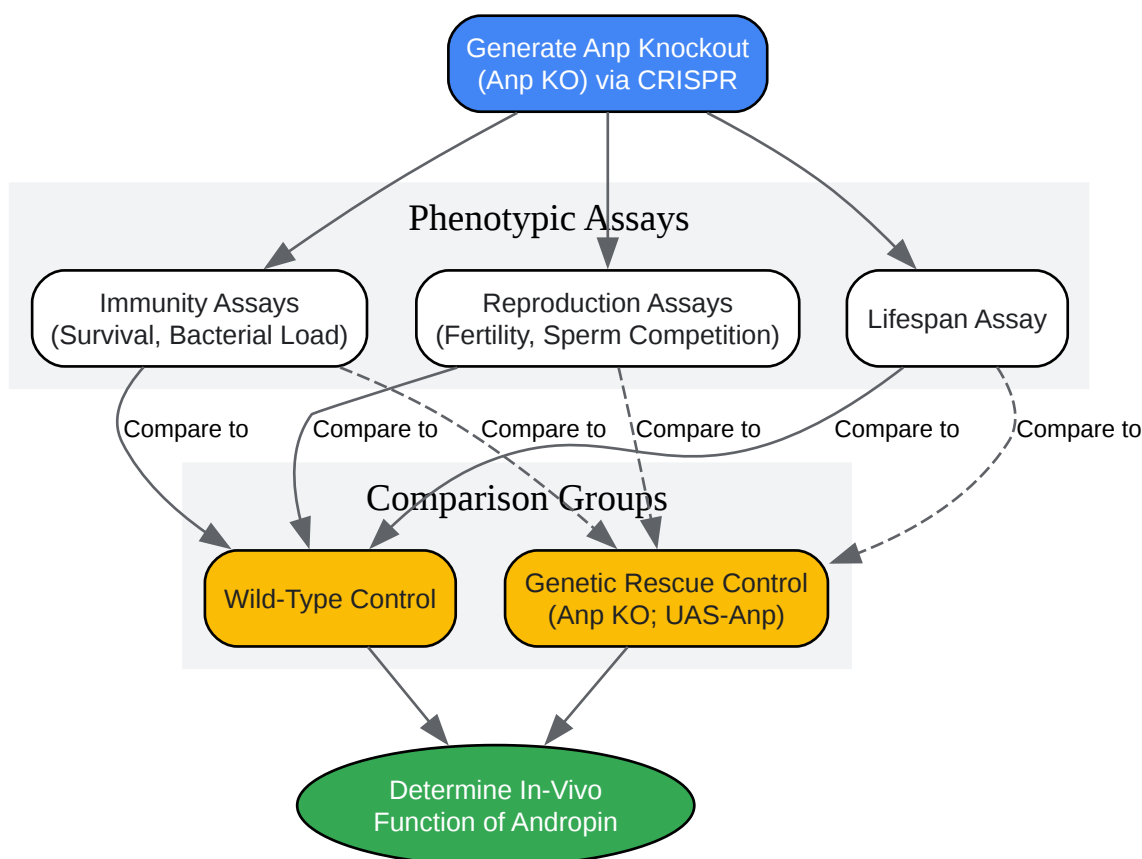 Generate Anp Knockout
(Anp KO) via CRISPR
Phenotypic Assays
Immunity Assays
(Survival, Bacterial Load)
Reproduction Assays
(Fertility, Sperm Competition)
Lifespan Assay
Compare to
Compare to
Compare to
Compare to
Compare to
Compare to
Comparison Groups
Wild-Type Control
Genetic Rescue Control
(Anp KO; UAS-Anp)
Determine In-Vivo
Function of Andropin